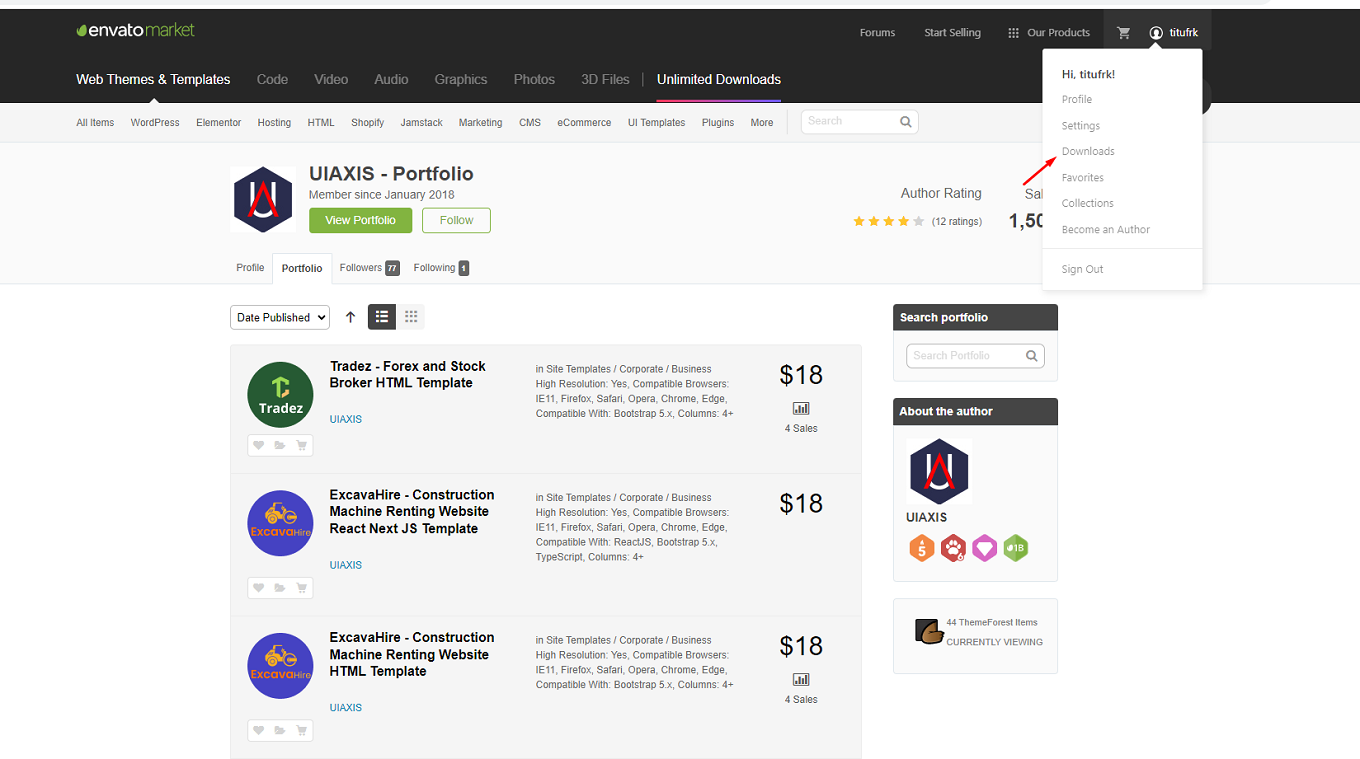 envatomarket
Forums Start Selling Our Products titufrk
Web Themes & Templates Code Video Audio Graphics Photos 3D Files Unlimited Downloads
Hi, titufrk!
Profile
Settings
Downloads
Favorites
Collections
Become an Author
Sign Out
All Items WordPress Elementor Hosting HTML Shopify Jamstack Marketing CMS eCommerce UI Templates Plugins More Search
UIAXIS - Portfolio
Member since January 2018
View Portfolio Follow
Author Rating
(12 ratings)
Sal
1,50
Profile Portfolio Followers 77 Following 1
Date Published
Tradez
Tradez - Forex and Stock
Broker HTML Template
UIAXIS
in Site Templates / Corporate / Business
High Resolution: Yes, Compatible Browsers:
IE11, Firefox, Safari, Opera, Chrome, Edge,
Compatible With: Bootstrap 5.x, Columns: 4+
$18
4 Sales
ExcavaHire
ExcavaHire - Construction
Machine Renting Website
React Next JS Template
UIAXIS
in Site Templates / Corporate / Business
High Resolution: Yes, Compatible Browsers:
IE11, Firefox, Safari, Opera, Chrome, Edge,
Compatible With: ReactJS, Bootstrap 5.x,
TypeScript, Columns: 4+
$18
ExcavaHire
ExcavaHire - Construction
Machine Renting Website
HTML Template
UIAXIS
in Site Templates / Corporate / Business
High Resolution: Yes, Compatible Browsers:
IE11, Firefox, Safari, Opera, Chrome, Edge,
Compatible With: Bootstrap 5.x, Columns: 4+
$18
4 Sales
Search portfolio
Search Portfolio
About the author
UIAXIS
5 6 1B
44 ThemeForest Items
CURRENTLY VIEWING